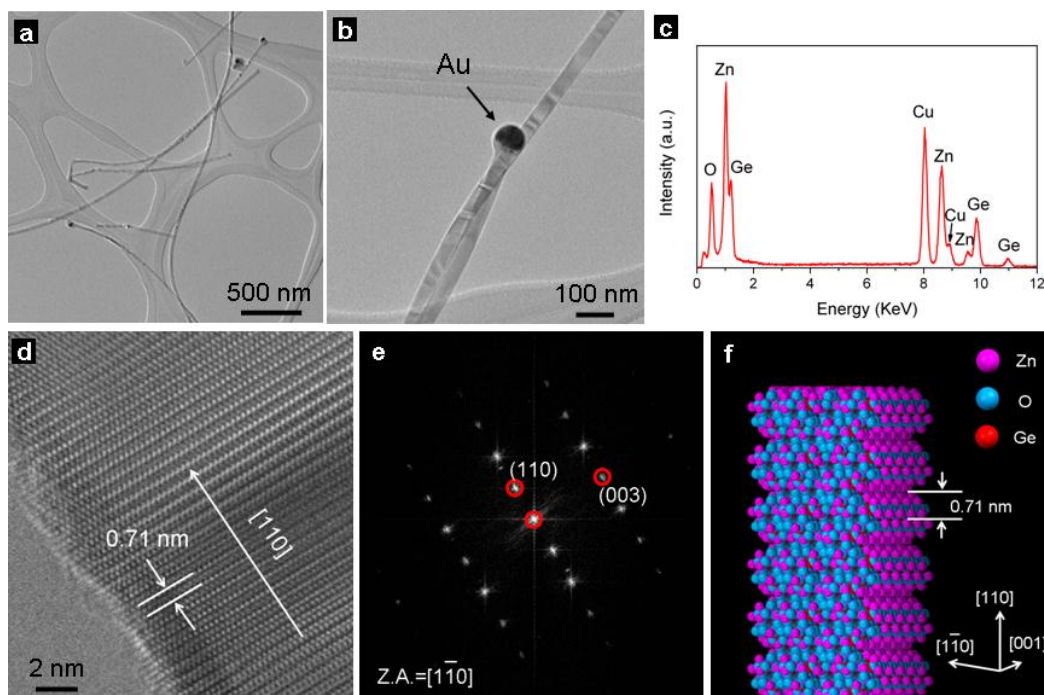 a
500 nm
b
Au
100 nm
c
Intensity (a.u.)
Zn
O
Ge
Cu
Zn
Cu
Zn
Ge
Ge
0 2 4 6 8 10 12
Energy (KeV)
d
0.71 nm
[110]
2 nm
e
(110)
(003)
Z.A.=[11̅0]
f
Zn
O
Ge
0.71 nm
[110]
[11̅0]
[001]